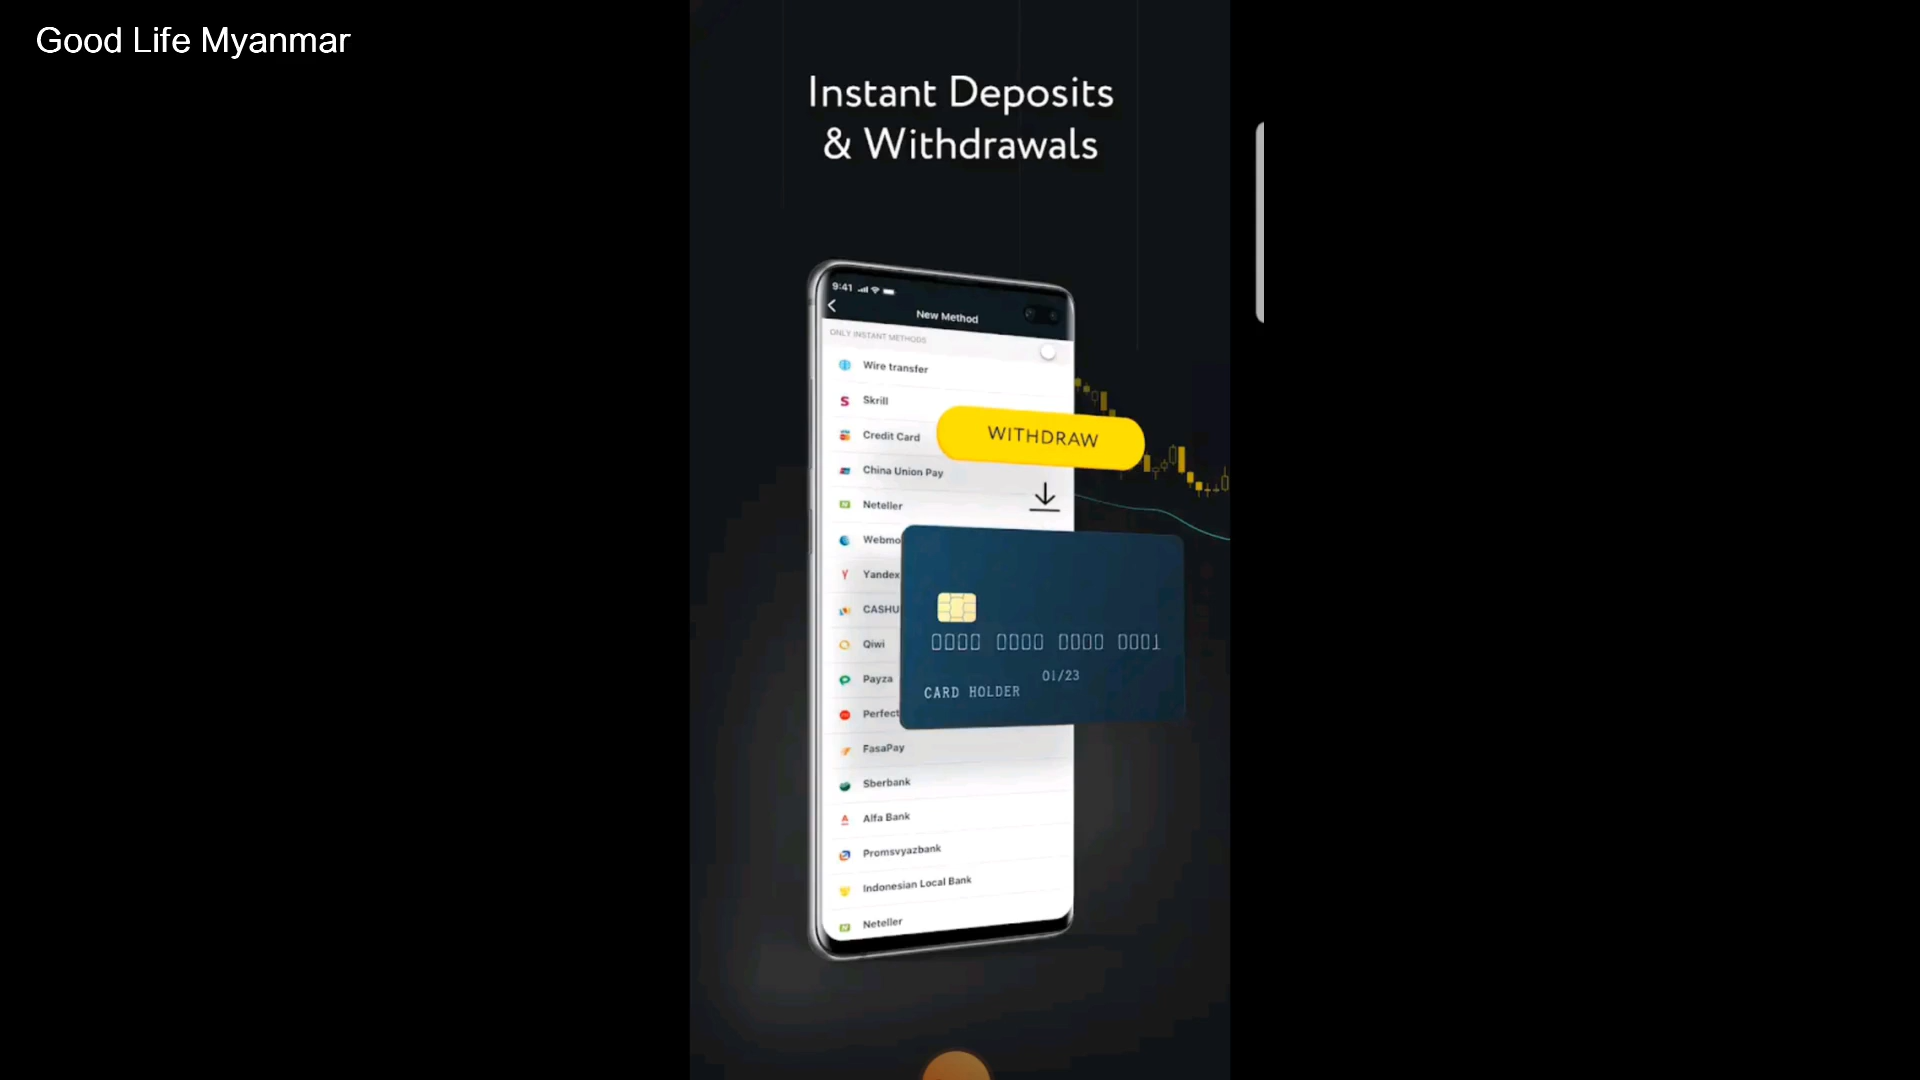 Good Life Myanmar
Instant Deposits
& Withdrawals
9:41
New Method
ONLY INSTANT METHODS
Wire transfer
Skrill
Credit Card
WITHDRAW
China Union Pay
Neteller
Webmo
Yandex
CASHU
Qiwi
Payza
Perfect
0000 0000 0000 0001
01/23
CARD HOLDER
FasaPay
Sberbank
Alfa Bank
Promsvyazbank
Indonesian Local Bank
Neteller